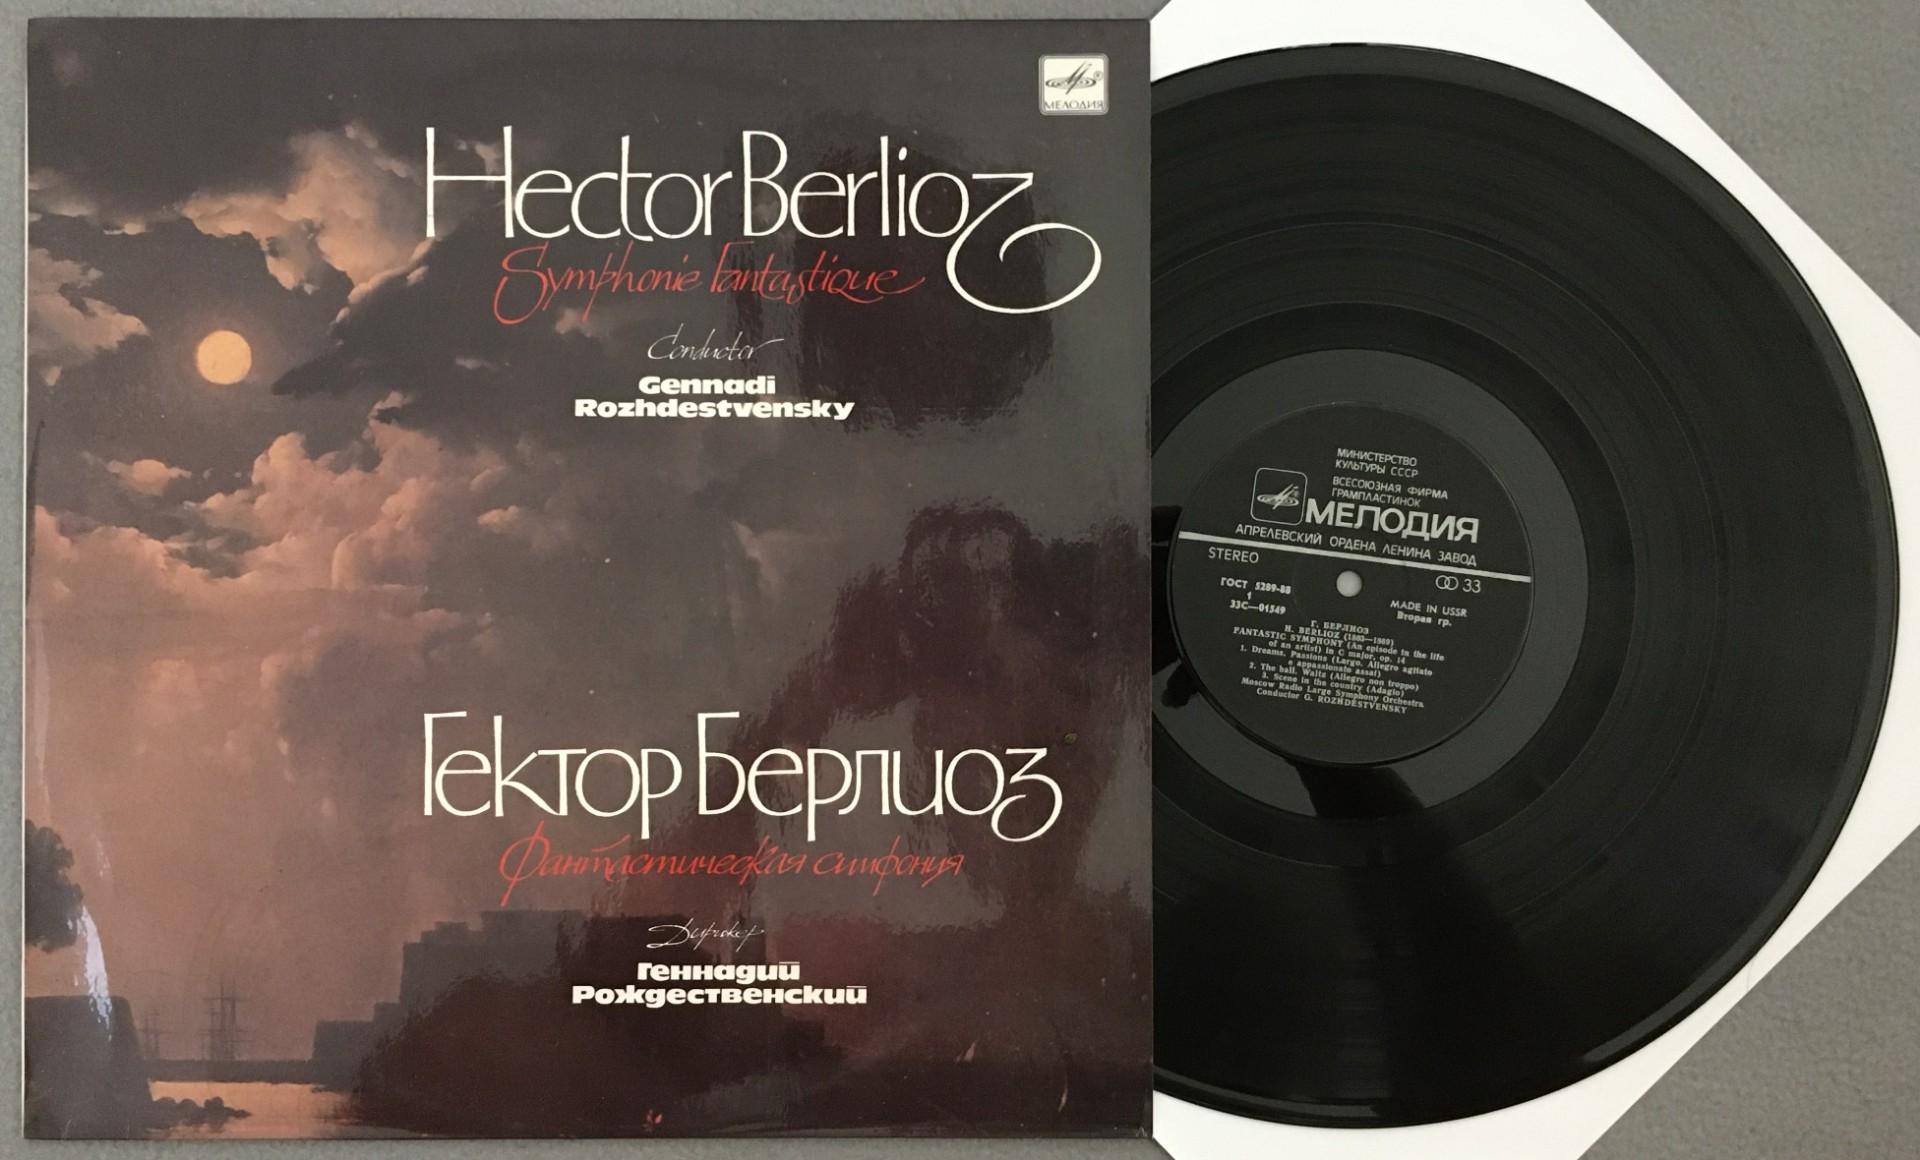 МЕЛОДИЯ
Hector Berlioz
Symphonie Fantastique
Conductor
Gennadi
Rozhdestvensky
Гектор Берлиоз
Фантастическая симфония
Дирижер
Геннадий
Рождественский
МИНИСТЕРСТВО
КУЛЬТУРЫ СССР
ВСЕСОЮЗНАЯ ФИРМА
ГРАМПЛАСТИНОК
МЕЛОДИЯ
АПРЕЛЕВСКИЙ ОРДЕНА ЛЕНИНА ЗАВОД
STEREO
33
ГОСТ 5289-88
1
33С—01549
MADE IN USSR
Вторая гр.
Г. БЕРЛИОЗ
H. BERLIOZ (1803—1869)
FANTASTIC SYMPHONY (An episode in the life
of an artist) in C major, op. 14
1. Dreams. Passions (Largo. Allegro agitato
e appassionato assai)
2. The ball. Waltz (Allegro non troppo)
3. Scene in the country (Adagio)
Moscow Radio Large Symphony Orchestra
Conductor G. ROZHDESTVENSKY